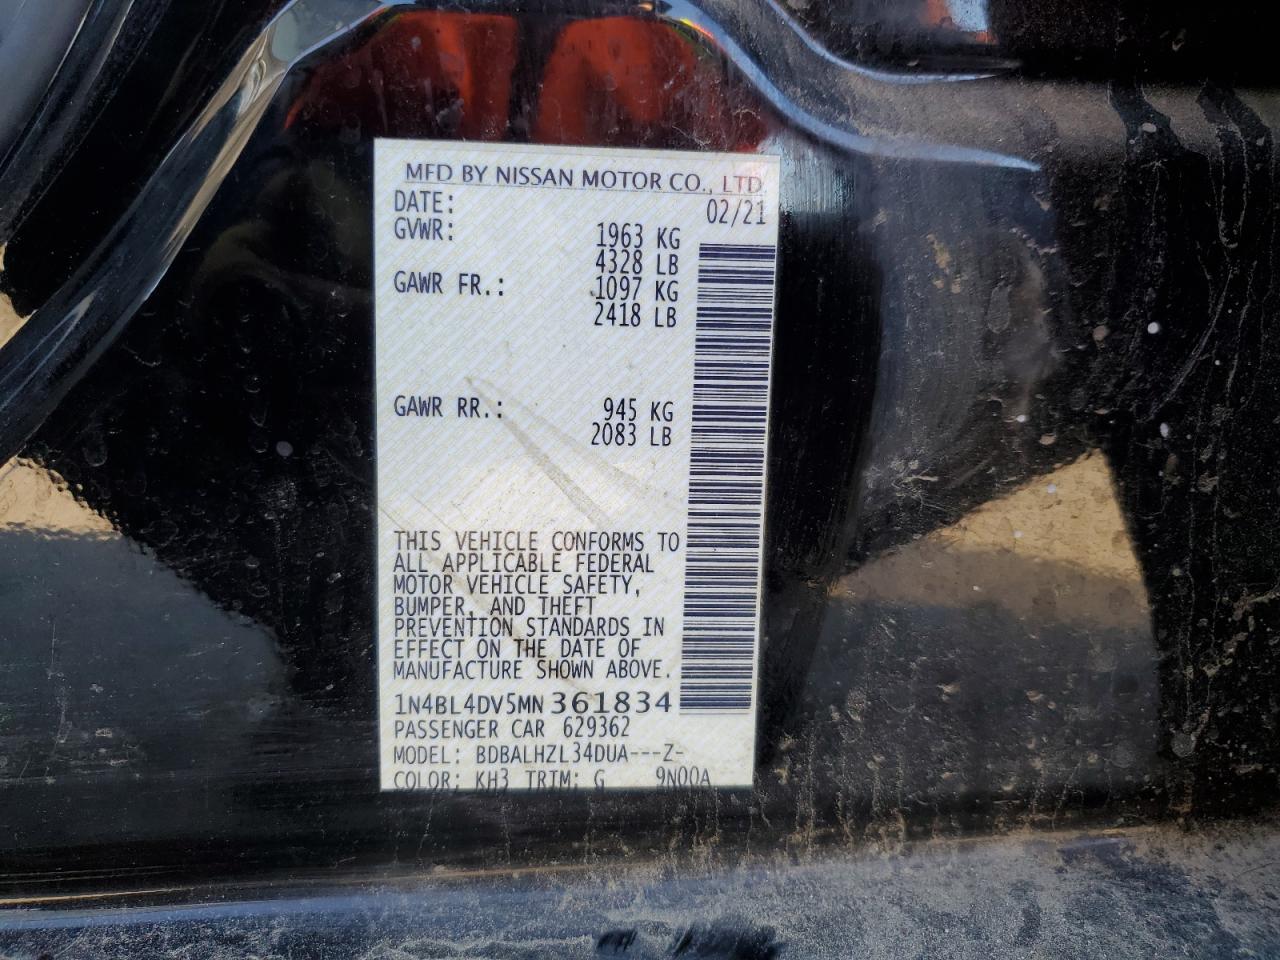 MFD BY NISSAN MOTOR CO., LTD.
DATE: 02/21
GVWR: 1963 KG
4328 LB
GAWR FR.: 1097 KG
2418 LB
GAWR RR.: 945 KG
2083 LB
THIS VEHICLE CONFORMS TO
ALL APPLICABLE FEDERAL
MOTOR VEHICLE SAFETY,
BUMPER, AND THEFT
PREVENTION STANDARDS IN
EFFECT ON THE DATE OF
MANUFACTURE SHOWN ABOVE.
1N4BL4DV5MN361834
PASSENGER CAR 629362
MODEL: BDBALHZL34DUA---Z-
COLOR: KH3 TRIM: G 9N00A